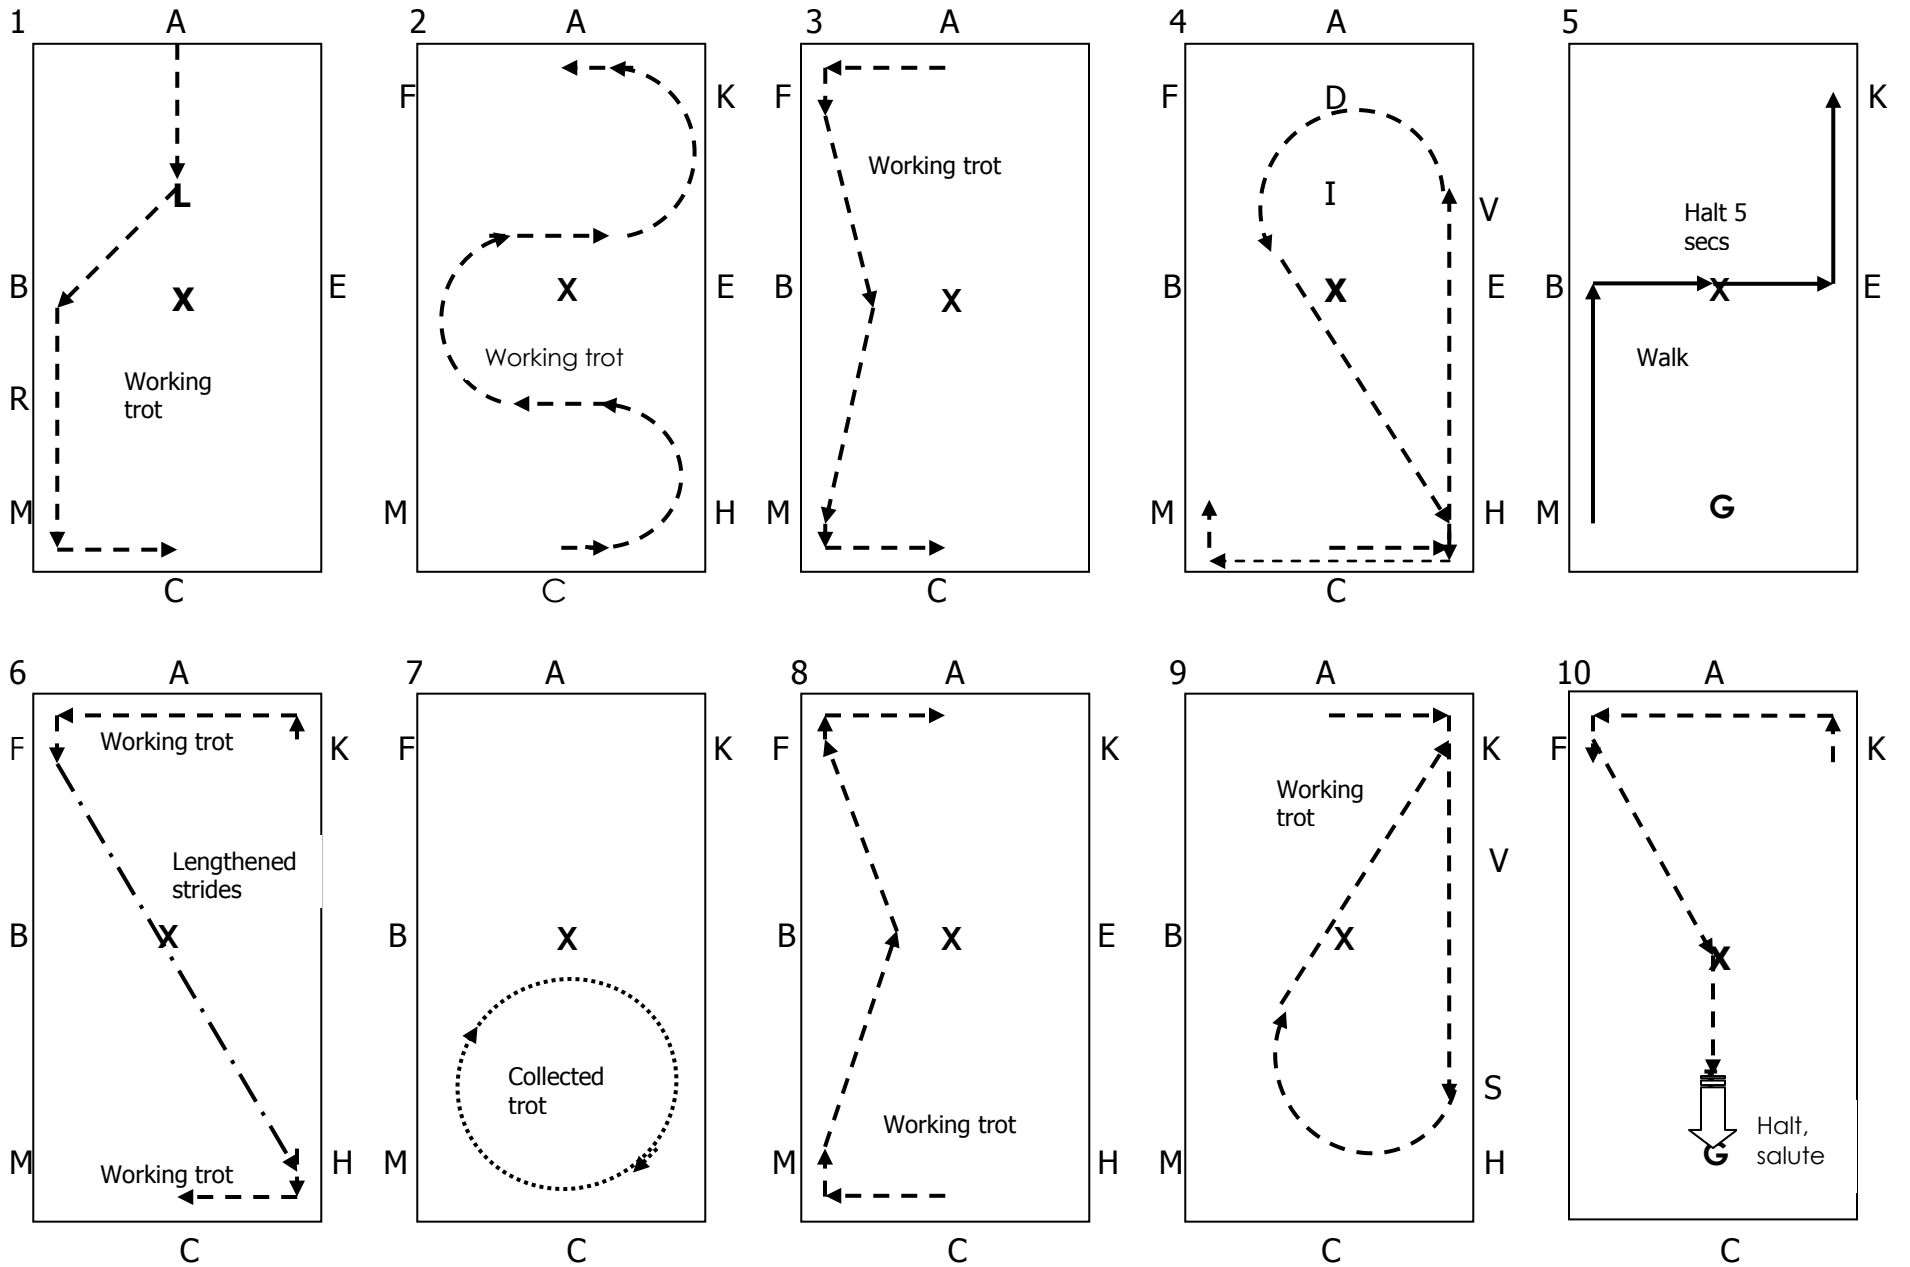 1 A 2 A 3 A 4 A 5
F K F F D K
Working trot
L I V Halt 5
secs
B X E X E B X B X E B X E
Working trot Walk
Working
trot
R
M M H M M H M G
C C C C
6 A 7 A 8 A 9 A 10 A
F Working trot K F K F K K F K
Working
trot
Lengthened
strides
V
B X B X B X E B X X
Collected
trot
S
Working trot Halt,
salute
M Working trot H M M H M H G
C C C C C